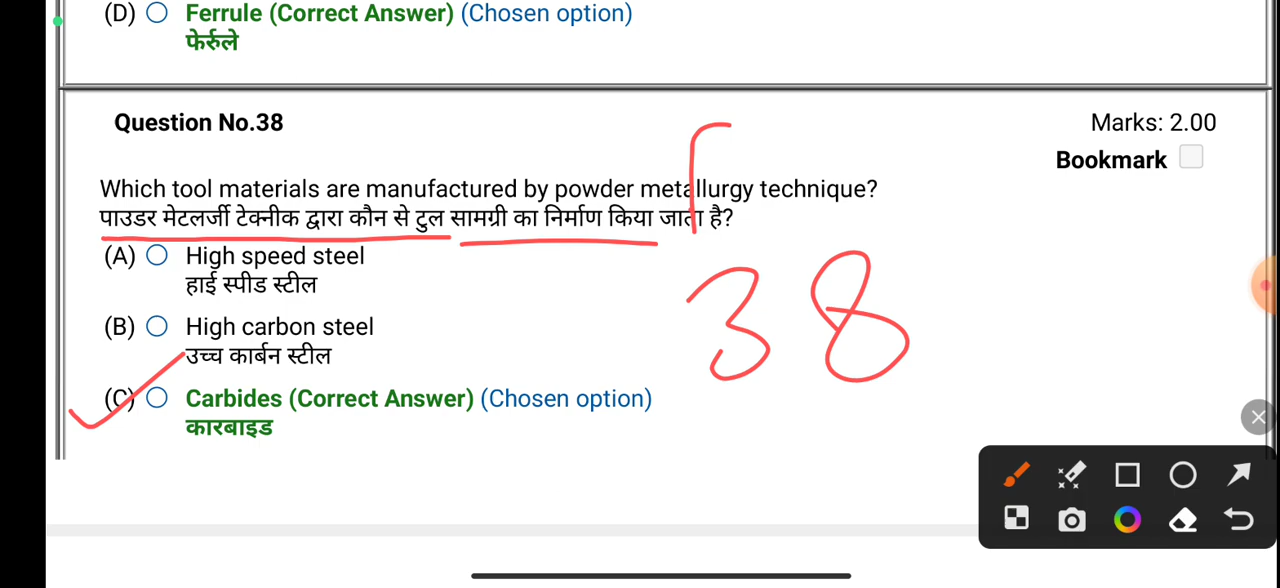 (D) Ferrule (Correct Answer) (Chosen option)
फेर्रुले
Question No.38 Marks: 2.00
Bookmark
Which tool materials are manufactured by powder metallurgy technique?
पाउडर मेटलर्जी टेक्नीक द्वारा कौन से टुल सामग्री का निर्माण किया जाता है?
(A) High speed steel
हाई स्पीड स्टील
(B) High carbon steel
उच्च कार्बन स्टील
38
(C) Carbides (Correct Answer) (Chosen option)
कारबाइड